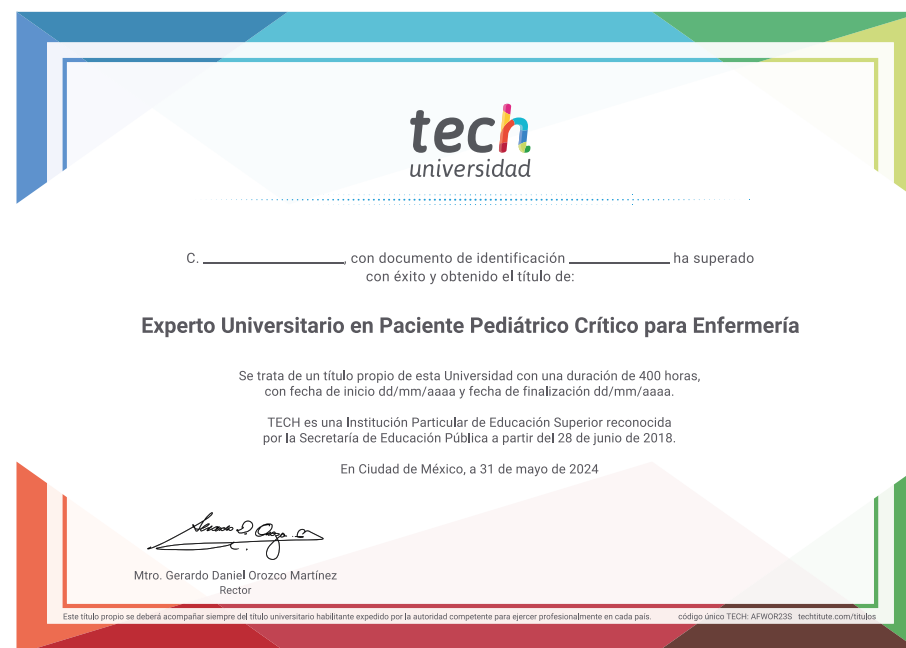 tech
universidad
C. ____________________, con documento de identificación ______________ ha superado
con éxito y obtenido el título de:
Experto Universitario en Paciente Pediátrico Crítico para Enfermería
Se trata de un título propio de esta Universidad con una duración de 400 horas,
con fecha de inicio dd/mm/aaaa y fecha de finalización dd/mm/aaaa.
TECH es una Institución Particular de Educación Superior reconocida
por la Secretaría de Educación Pública a partir del 28 de junio de 2018.
En Ciudad de México, a 31 de mayo de 2024
Mtro. Gerardo Daniel Orozco Martínez
Rector
Este título propio se deberá acompañar siempre del título universitario habilitante expedido por la autoridad competente para ejercer profesionalmente en cada país. código único TECH: AFWOR23S techtitute.com/titulos